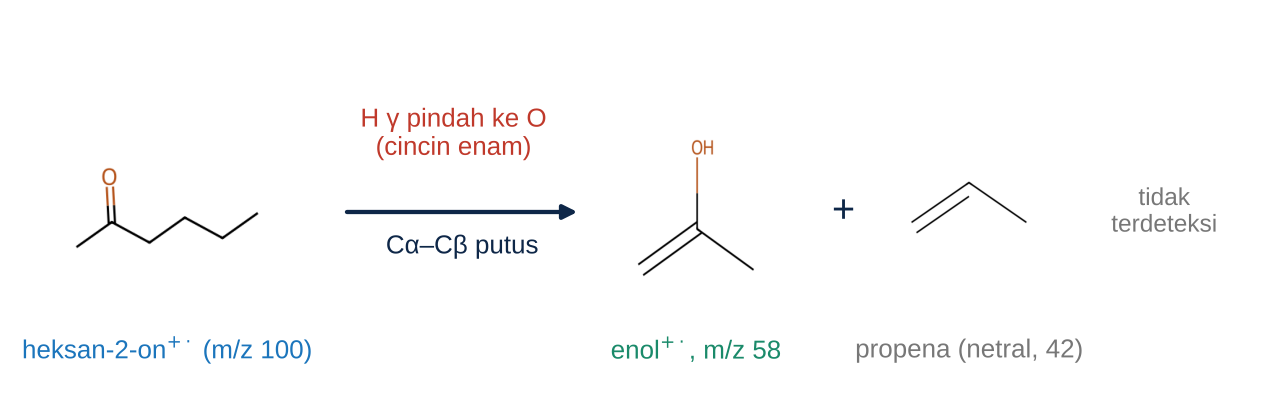 H γ pindah ke O
(cincin enam)
O
Cα–Cβ putus
OH
+
tidak
terdeteksi
heksan-2-on⁺˙ (m/z 100)
enol⁺˙, m/z 58
propena (netral, 42)